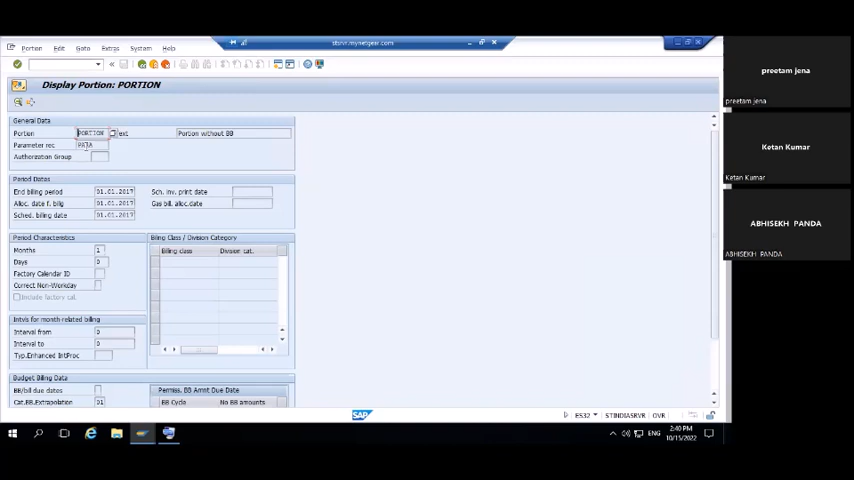 stsrvr.mynetgear.com
Portion Edit Goto Extras System Help
Display Portion: PORTION
General Data
Portion PORTION ext Portion without BB
Parameter rec PARA
Authorization Group
Period Dates
End billing period 01.01.2017 Sch. inv. print date
Alloc. date f. billg 01.01.2017 Gas bill. alloc.date
Sched. billing date 01.01.2017
Period Characteristics
Months 1
Days 0
Factory Calendar ID
Correct Non-Workday
Include factory cal.
Billing Class / Division Category
Billing class Division cat.
Intvls for month-related billing
Interval from 0
Interval to 0
Typ.Enhanced IntProc
Budget Billing Data
BB/bill due dates
Cat.BB.Extrapolation 01
Permiss. BB Amnt Due Date
BB Cycle No BB amounts
SAP
ES32 STINDIASRVR OVR
ENG
2:40 PM
10/15/2022
preetam jena
preetam jena
Ketan Kumar
Ketan Kumar
ABHISEKH PANDA
ABHISEKH PANDA